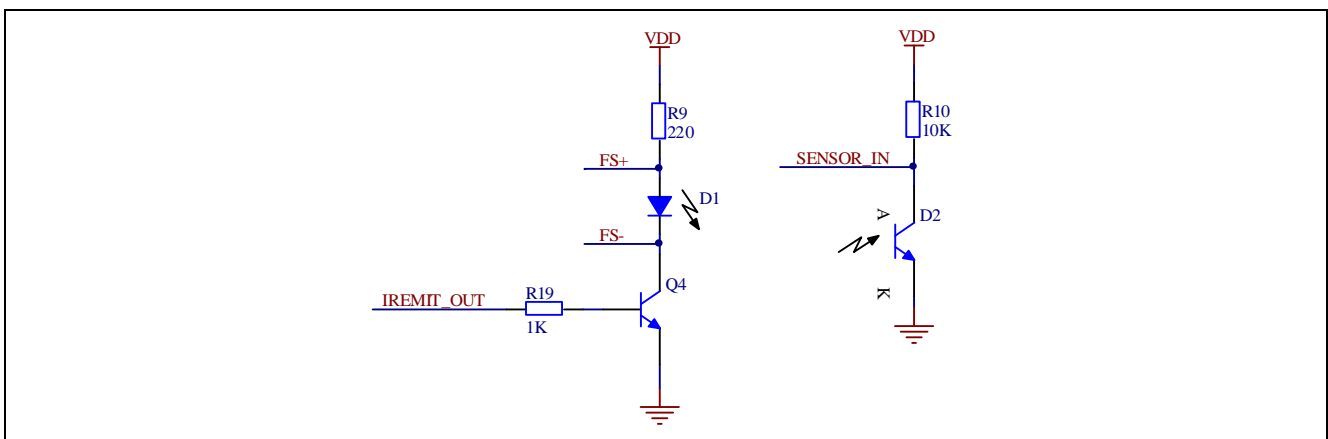 VDD
R9
220
FS+
D1
FS-
Q4
IREMIT_OUT
R19
1K
VDD
R10
10K
SENSOR_IN
A
D2
K